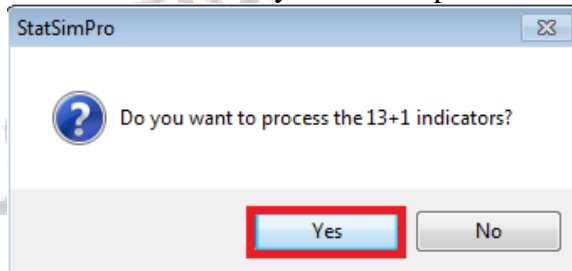 StatSimPro
Do you want to process the 13+1 indicators?
Yes
No